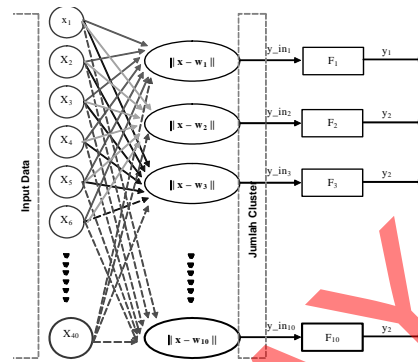 x1 ‖ x − w1 ‖ y_in1 F1 y1
X2
X3 ‖ x − w2 ‖ y_in2 F2 y2
X4
X5 ‖ x − w3 ‖ y_in3 F3 y2
X6
X40 ‖ x − w10 ‖ y_in10 F10 y2
Input Data
Jumlah Cluster